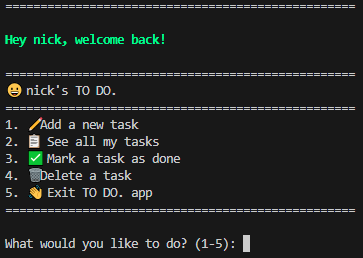 ==================================================
Hey nick, welcome back!
==================================================
😀 nick's TO DO.
==================================================
1. 🖍️Add a new task
2. 📋 See all my tasks
3. ✅ Mark a task as done
4. 🗑️Delete a task
5. 👋 Exit TO DO. app
==================================================
What would you like to do? (1-5):